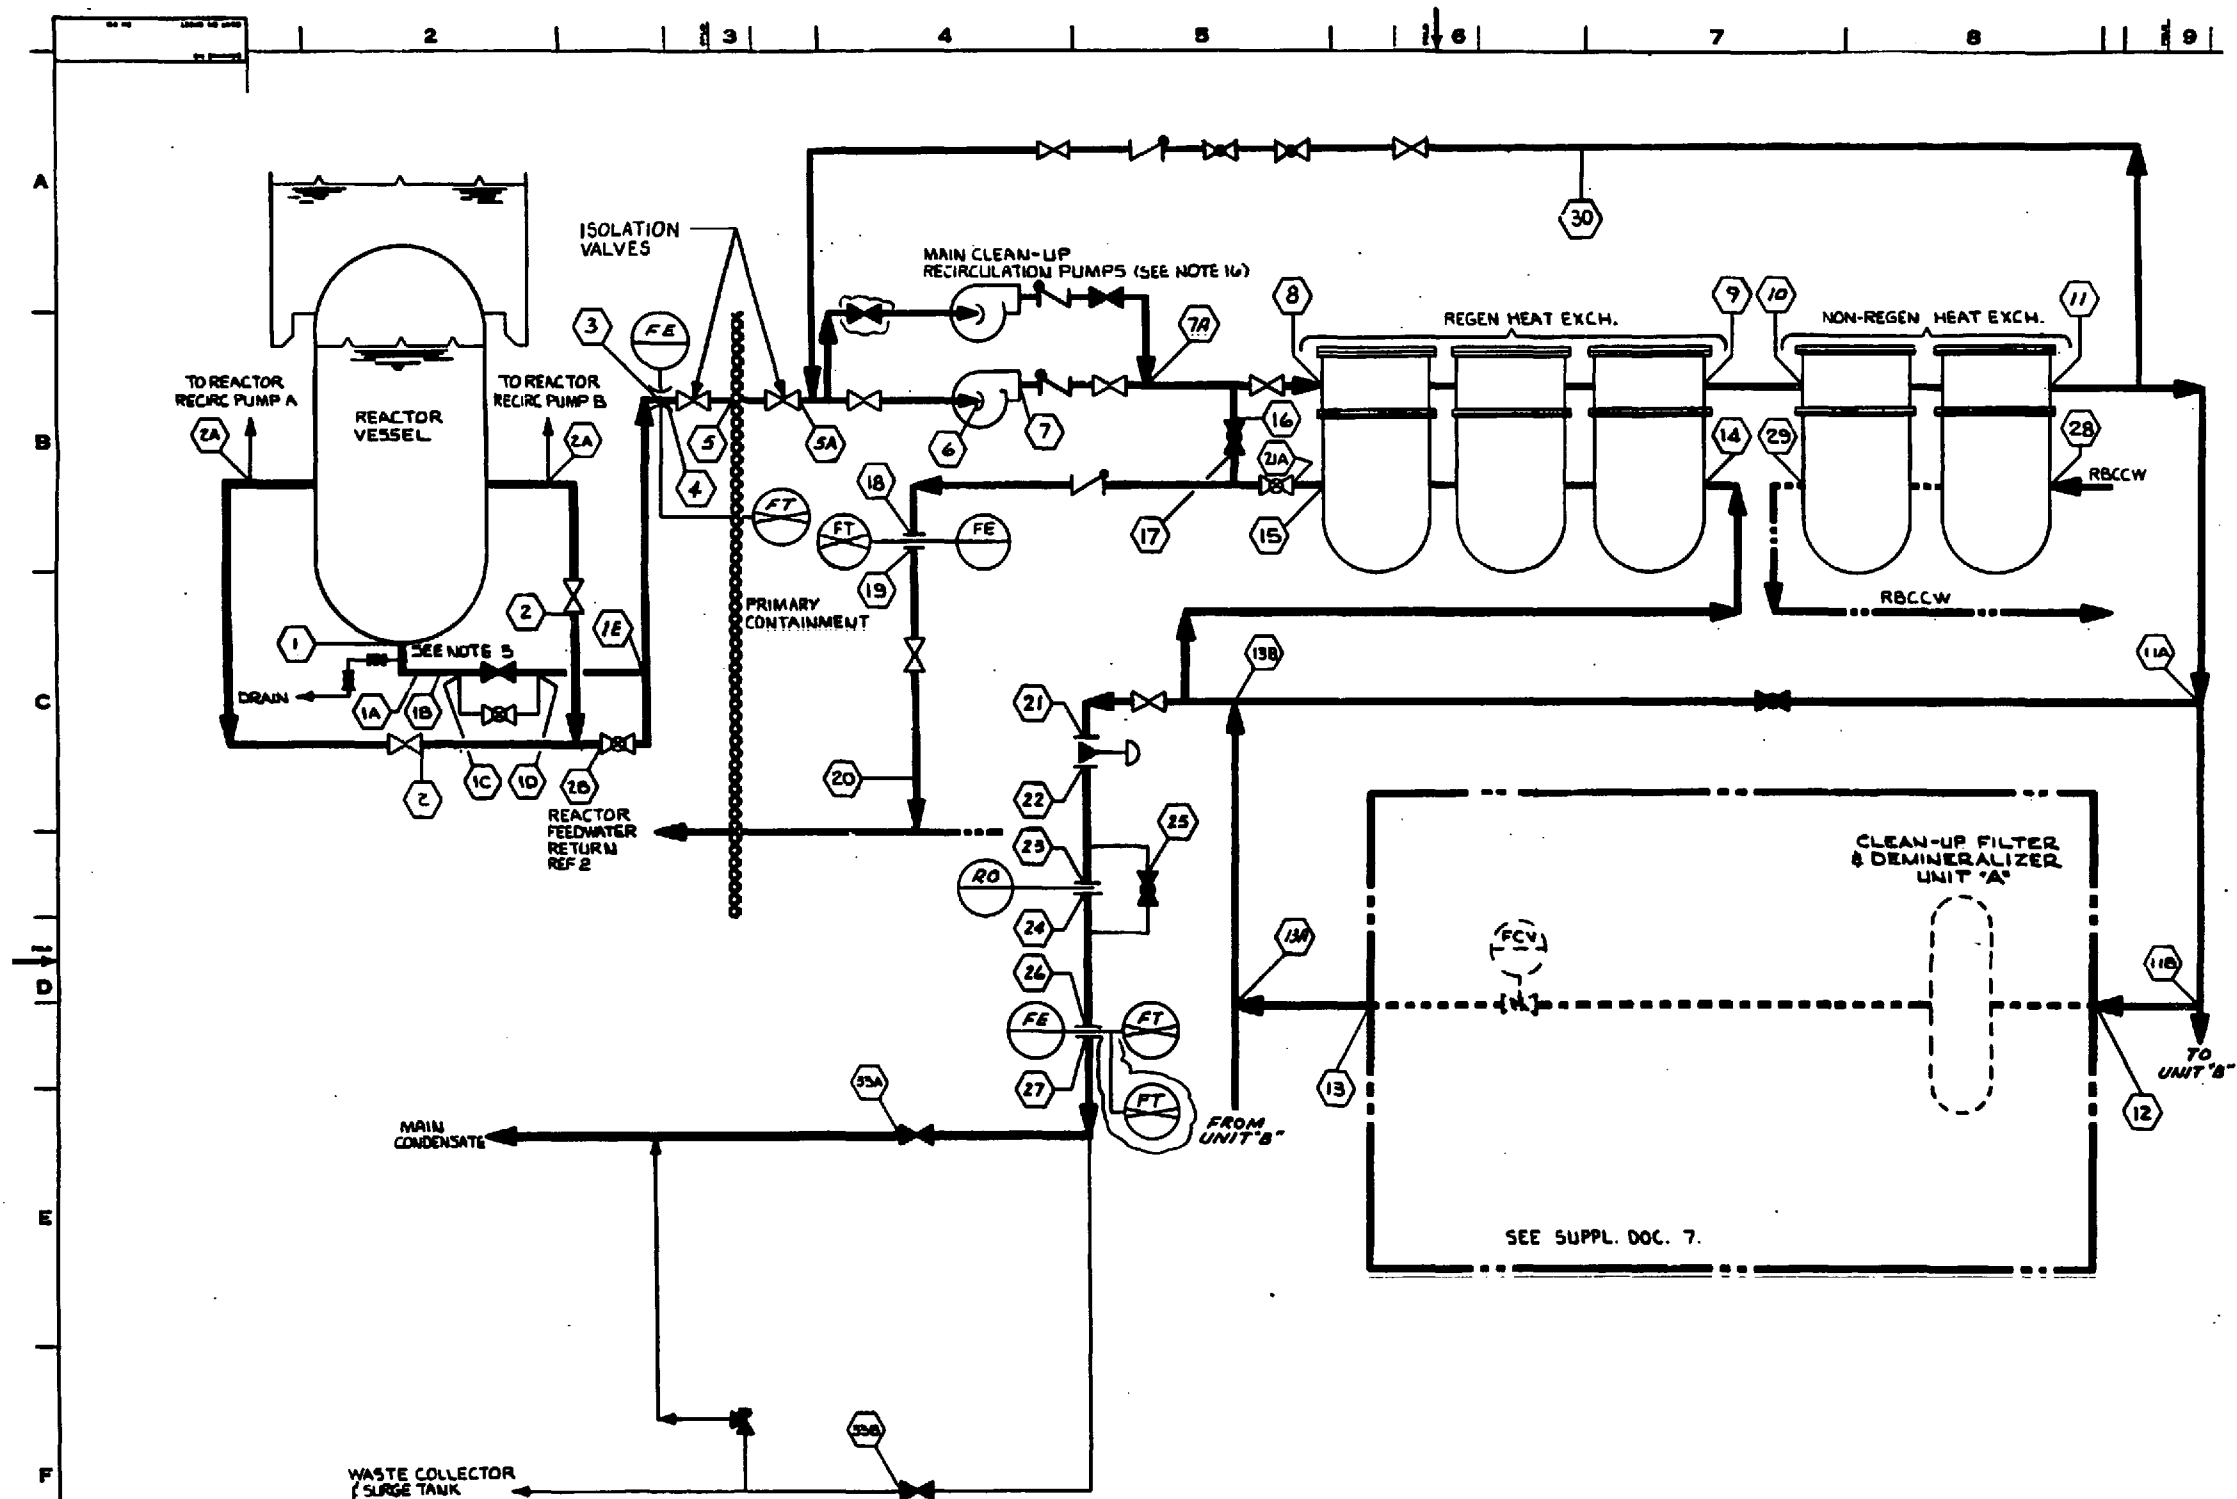 2
3
4
5
6
7
8
9
A
B
C
D
E
F
ISOLATION
VALVES
MAIN CLEAN-UP
RECIRCULATION PUMPS (SEE NOTE 16)
30
3
FE
7A
8
REGEN HEAT EXCH.
9
10
NON-REGEN HEAT EXCH.
11
TO REACTOR
RECIRC PUMP A
TO REACTOR
RECIRC PUMP B
REACTOR
VESSEL
2A
2A
4
5
5A
6
7
16
21A
14
29
28
RBCCW
FT
18
FT
FE
19
17
15
RBCCW
PRIMARY
CONTAINMENT
1
2
1E
SEE NOTE 5
DRAIN
1A
1B
1C
1D
2
2B
13B
11A
21
20
22
REACTOR
FEEDWATER
RETURN
REF 2
23
25
RO
24
CLEAN-UP FILTER
& DEMINERALIZER
UNIT "A"
FCV
13A
11B
26
FE
FT
27
FT
13
12
TO
UNIT "B"
FROM
UNIT "B"
MAIN
CONDENSATE
SEE SUPPL. DOC. 7.
WASTE COLLECTOR
SURGE TANK